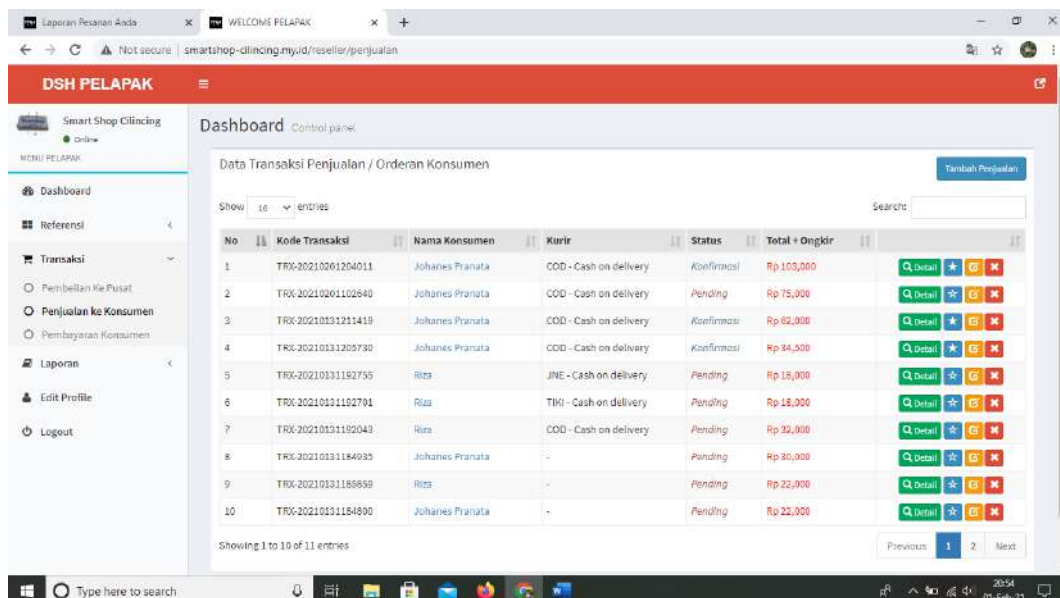 Laporan Pesanan Anda
WELCOME PELAPAK
Not secure | smartshop-cilincing.my.id/reseller/penjualan
DSH PELAPAK
Smart Shop Cilincing
Online
MENU PELAPAK
Dashboard
Referensi
Transaksi
Pembelian Ke Pusat
Penjualan ke Konsumen
Pembayaran Konsumen
Laporan
Edit Profile
Logout
Dashboard Control panel
Data Transaksi Penjualan / Orderan Konsumen
Tambah Penjualan
Show 10 entries
Search:
No Kode Transaksi Nama Konsumen Kurir Status Total + Ongkir
1 TRX-20210201204011 Johanes Pranata COD - Cash on delivery Konfirmasi Rp 103,000 Detail
2 TRX-20210201102640 Johanes Pranata COD - Cash on delivery Pending Rp 75,000 Detail
3 TRX-20210131211419 Johanes Pranata COD - Cash on delivery Konfirmasi Rp 62,000 Detail
4 TRX-20210131205730 Johanes Pranata COD - Cash on delivery Konfirmasi Rp 34,500 Detail
5 TRX-20210131192755 Riza JNE - Cash on delivery Pending Rp 18,000 Detail
6 TRX-20210131192701 Riza TIKI - Cash on delivery Pending Rp 18,000 Detail
7 TRX-20210131192043 Riza COD - Cash on delivery Pending Rp 32,000 Detail
8 TRX-20210131184935 Johanes Pranata - Pending Rp 30,000 Detail
9 Riza - Pending Rp 22,000 Detail
10 TRX-20210131184800 Johanes Pranata - Pending Rp 22,000 Detail
Showing 1 to 10 of 11 entries
Previous 1 2 Next
Type here to search
20:54
01-Feb-21